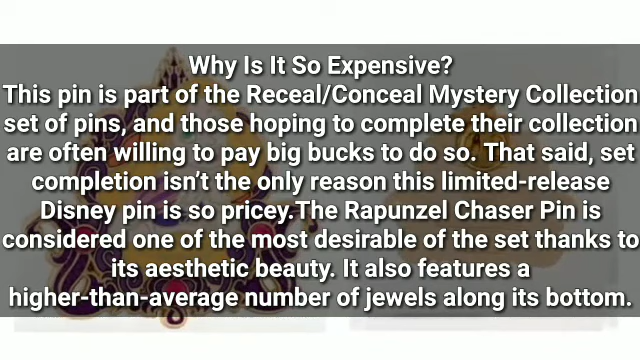 Why Is It So Expensive?
This pin is part of the Receal/Conceal Mystery Collection
set of pins, and those hoping to complete their collection
are often willing to pay big bucks to do so. That said, set
completion isn’t the only reason this limited-release
Disney pin is so pricey.The Rapunzel Chaser Pin is
considered one of the most desirable of the set thanks to
its aesthetic beauty. It also features a
higher-than-average number of jewels along its bottom.